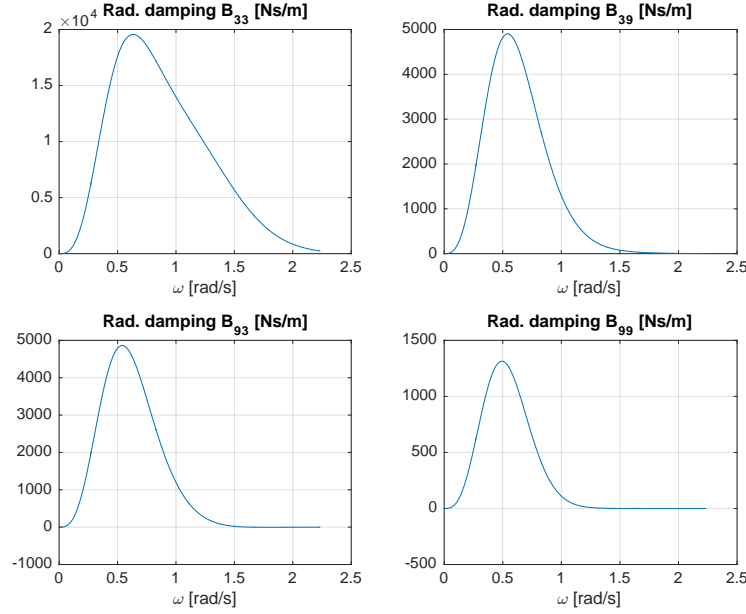 Rad. damping B33 [Ns/m]
×10^4
2
1.5
1
0.5
0
0 0.5 1 1.5 2 2.5
ω [rad/s]
Rad. damping B39 [Ns/m]
5000
4000
3000
2000
1000
0
0 0.5 1 1.5 2 2.5
ω [rad/s]
Rad. damping B93 [Ns/m]
5000
4000
3000
2000
1000
0
-1000
0 0.5 1 1.5 2 2.5
ω [rad/s]
Rad. damping B99 [Ns/m]
1500
1000
500
0
-500
0 0.5 1 1.5 2 2.5
ω [rad/s]